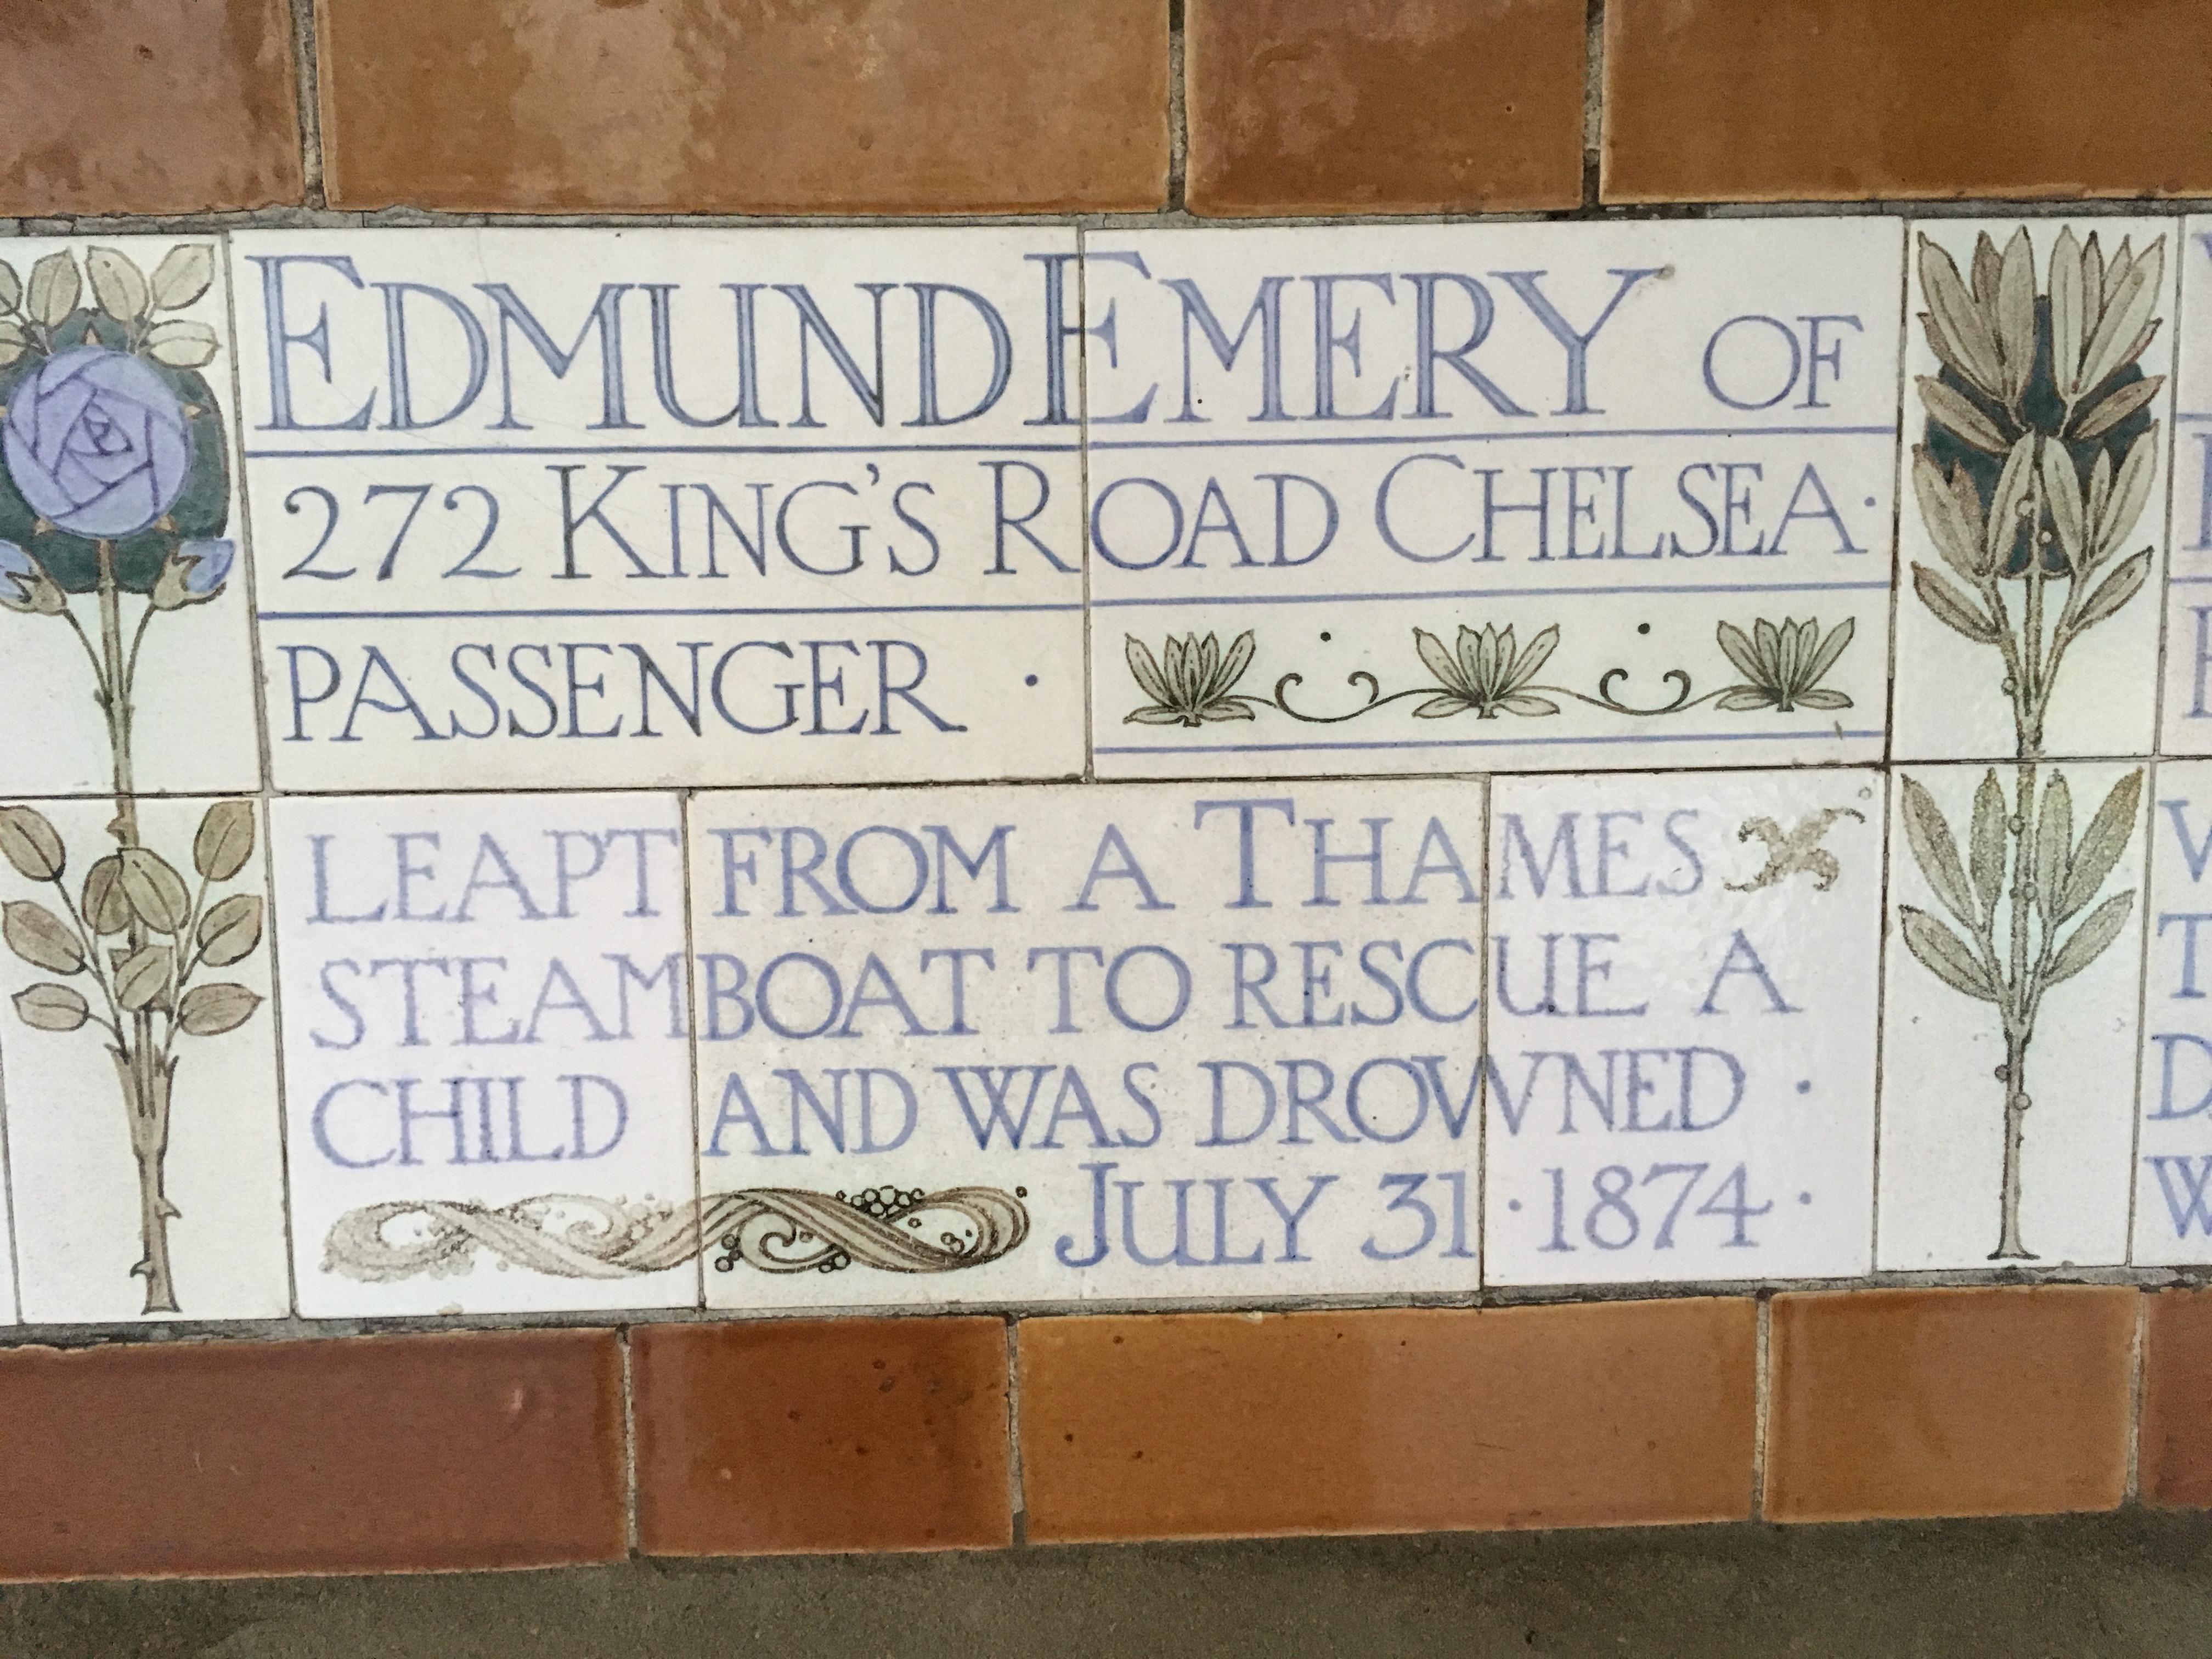 EDMUND EMERY OF
272 KING'S ROAD CHELSEA·
PASSENGER ·
LEAPT FROM A THAMES
STEAMBOAT TO RESCUE A
CHILD AND WAS DROWNED ·
JULY 31 · 1874 ·